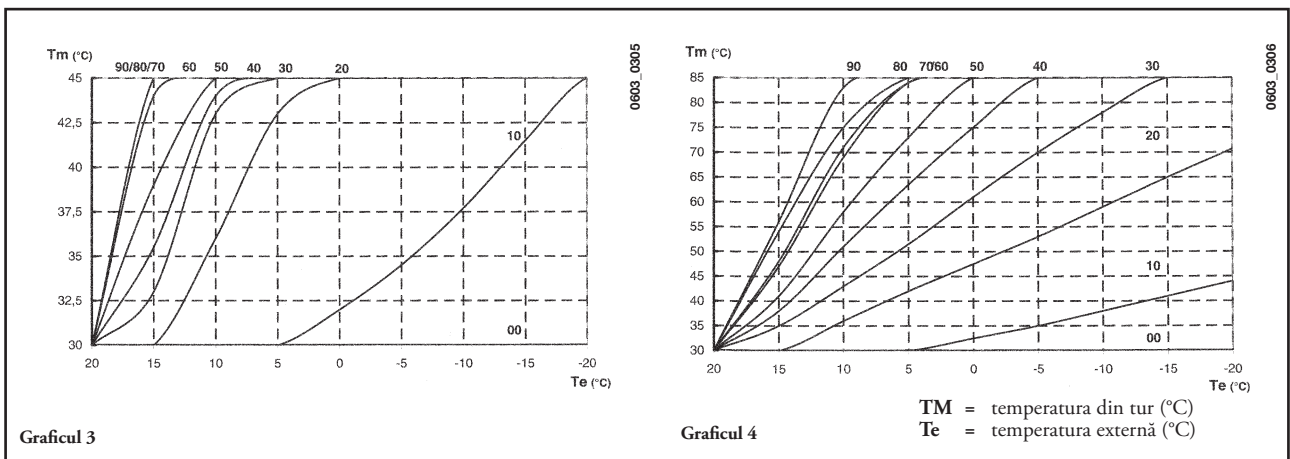 Tm (°C)
90/80/70 60 50 40 30 20
45
42,5
40
37,5
35
32,5
30
10
00
20 15 10 5 0 -5 -10 -15 -20
Te (°C)
0603_0305
Graficul 3
Tm (°C)
90 80 70/60 50 40 30
85
80
75
70
65
60
55
50
45
40
35
30
20
10
00
20 15 10 5 0 -5 -10 -15 -20
Te (°C)
0603_0306
Graficul 4
TM = temperatura din tur (°C)
Te = temperatura externă (°C)